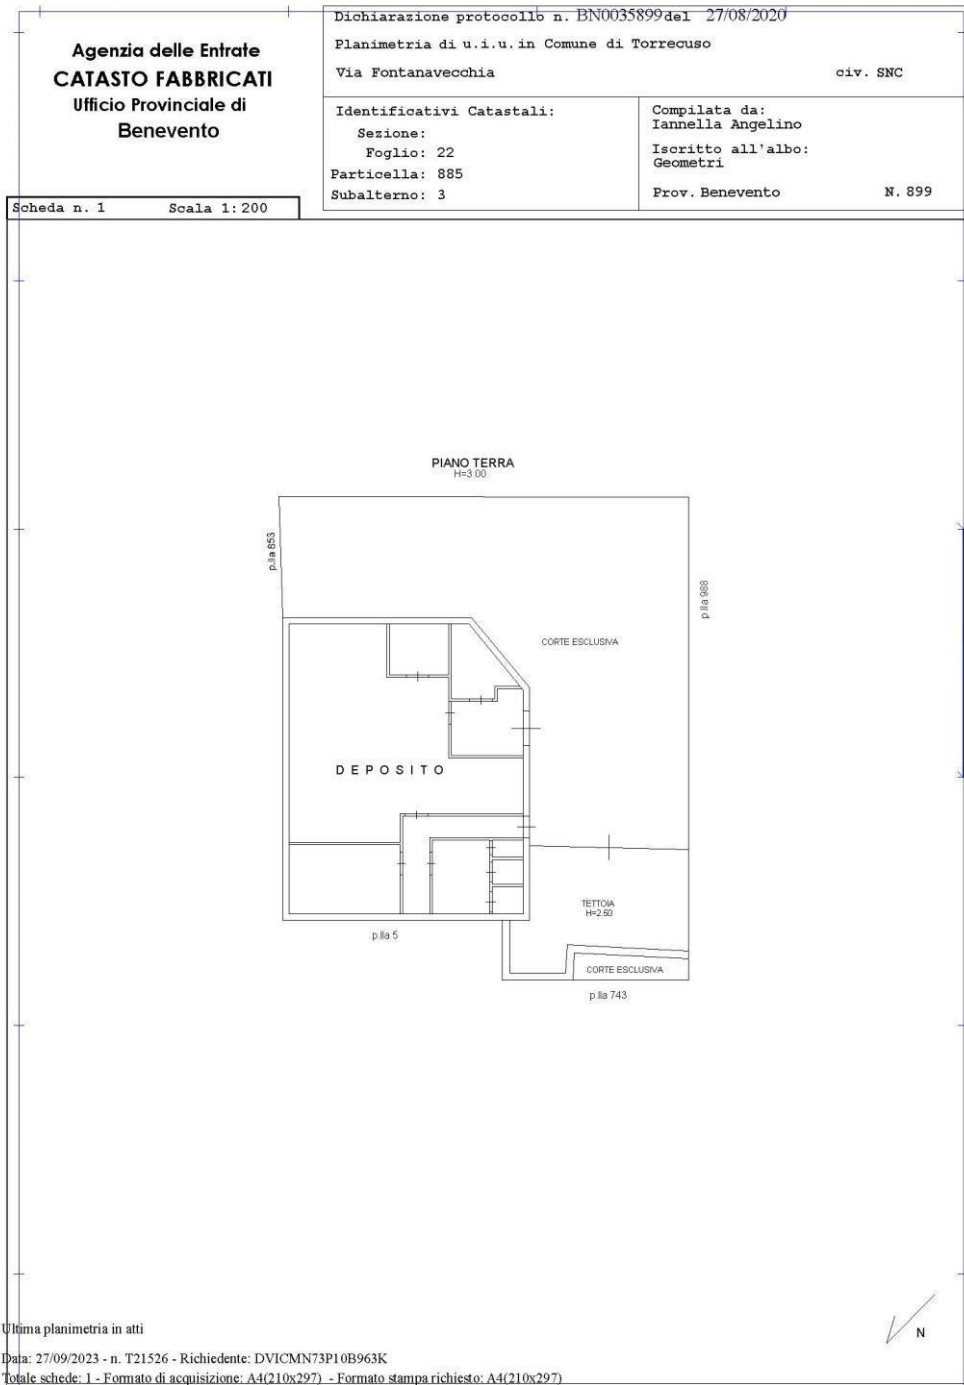 Agenzia delle Entrate
CATASTO FABBRICATI
Ufficio Provinciale di
Benevento
Dichiarazione protocollo n. BN0035899 del 27/08/2020
Planimetria di u.i.u. in Comune di Torrecuso
Via Fontanavecchia civ. SNC
Identificativi Catastali:
Sezione:
Foglio: 22
Particella: 885
Subalterno: 3
Compilata da:
Iannella Angelino
Iscritto all'albo:
Geometri
Prov. Benevento N. 899
Scheda n. 1 Scala 1:200
PIANO TERRA
H=3.00
p.lla 853
p.lla 988
CORTE ESCLUSIVA
DEPOSITO
TETTOIA
H=2.50
p.lla 5
CORTE ESCLUSIVA
p.lla 743
N
Ultima planimetria in atti
Data: 27/09/2023 - n. T21526 - Richiedente: DVICMN73P10B963K
Totale schede: 1 - Formato di acquisizione: A4(210x297) - Formato stampa richiesto: A4(210x297)